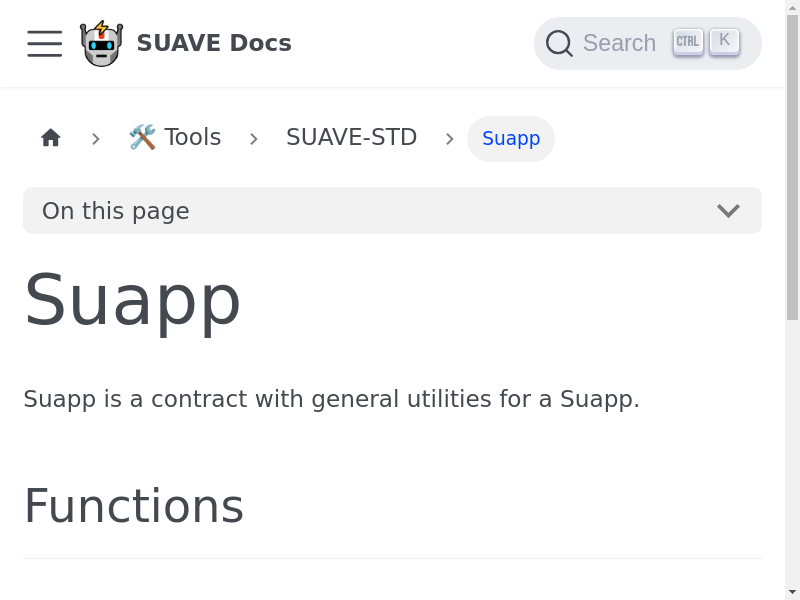 SUAVE Docs
Search CTRL K
🛠️ Tools SUAVE-STD Suapp
On this page
Suapp
Suapp is a contract with general utilities for a Suapp.
Functions